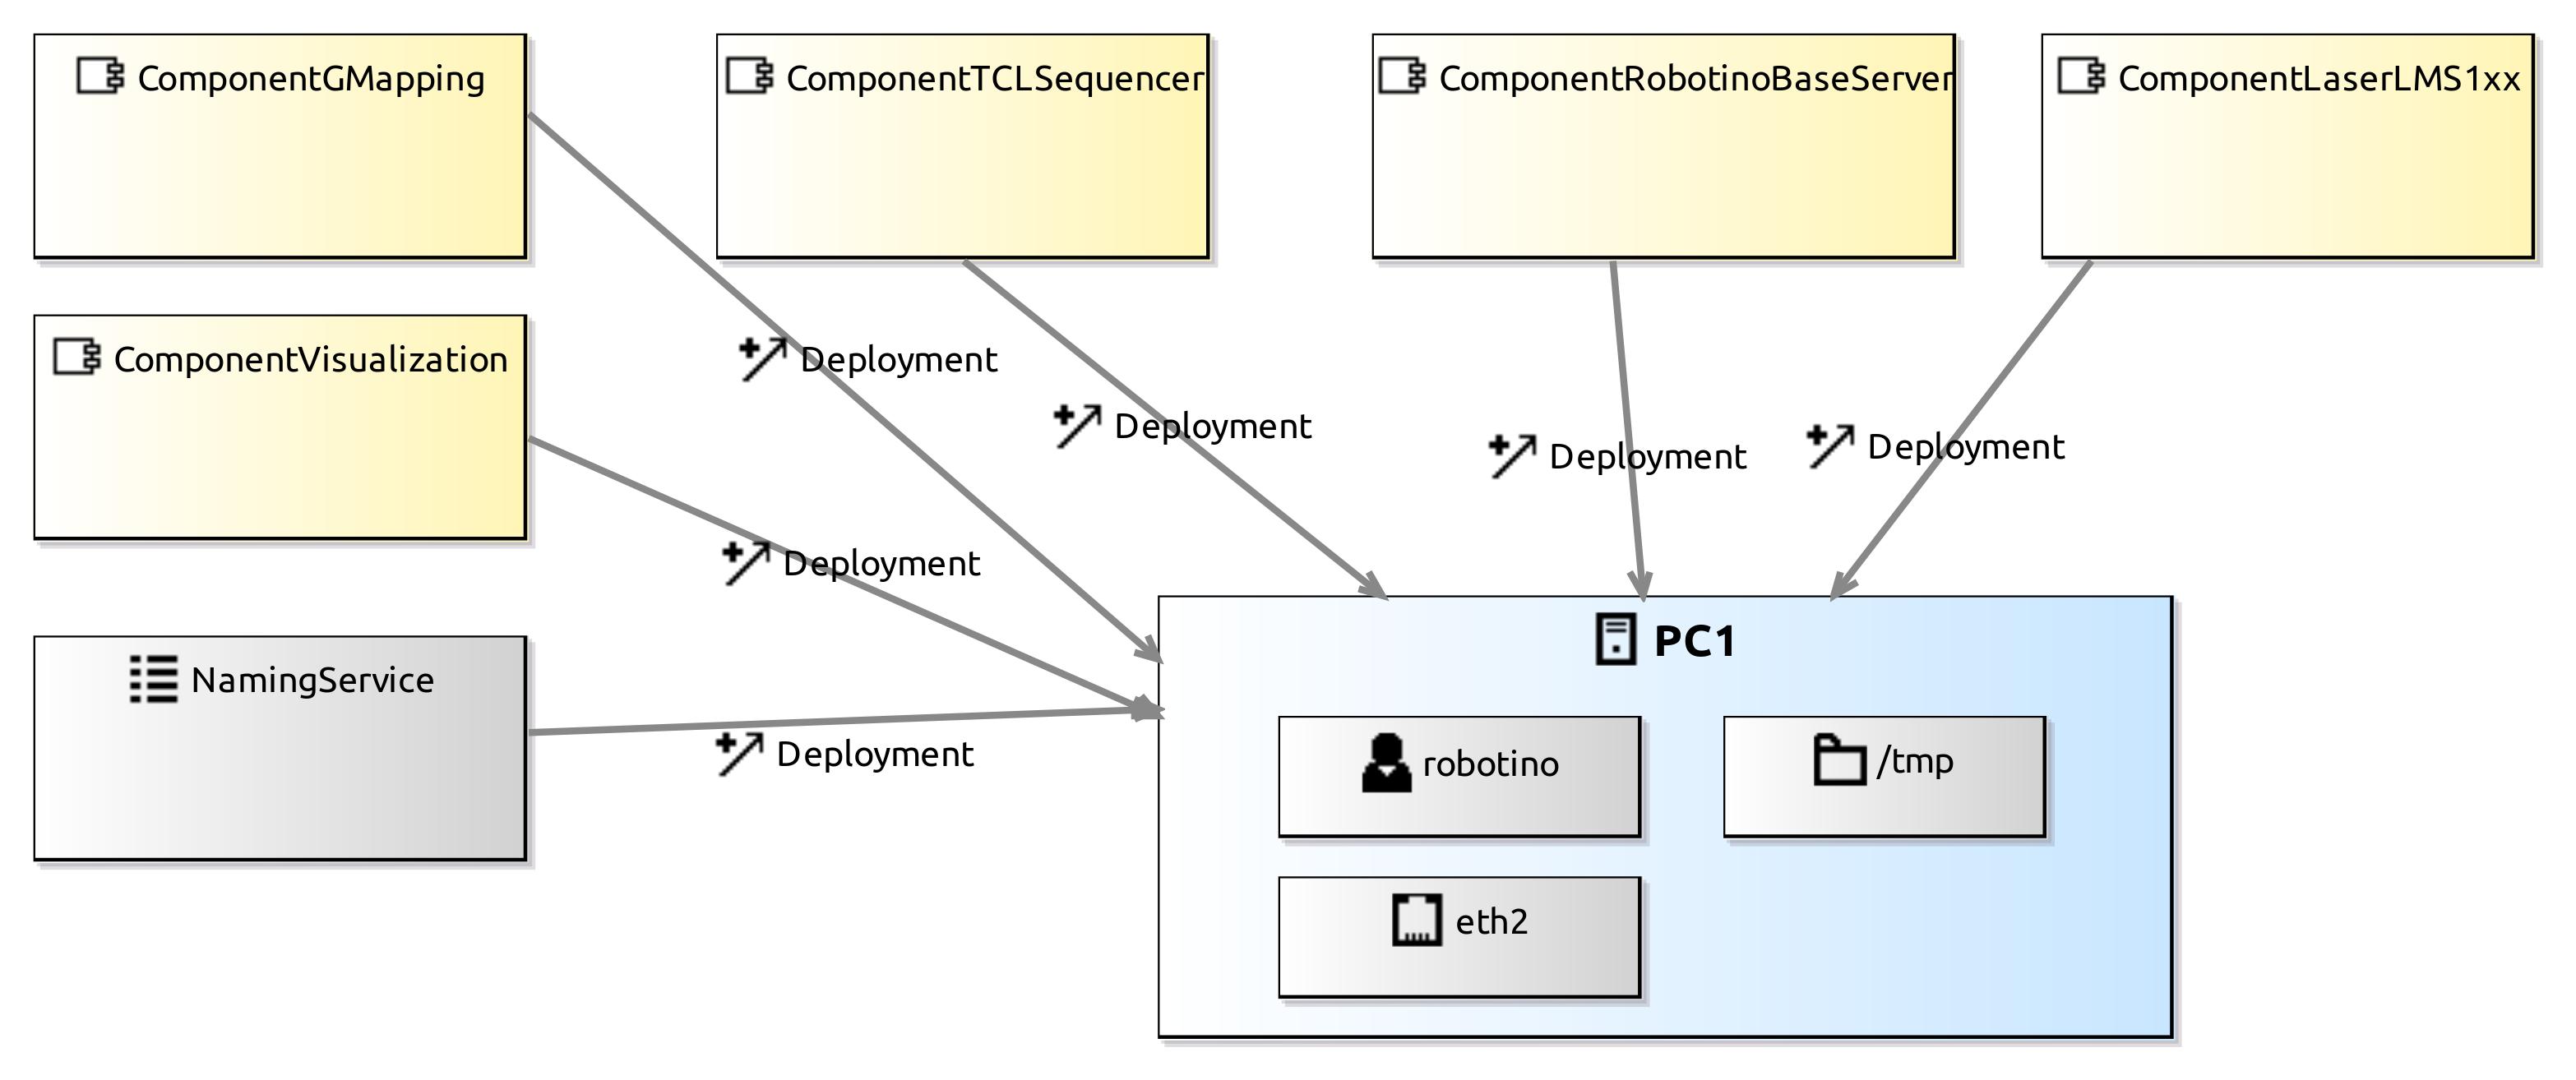 ComponentGMapping
ComponentTCLSequencer
ComponentRobotinoBaseServer
ComponentLaserLMS1xx
ComponentVisualization
Deployment
Deployment
Deployment
Deployment
Deployment
NamingService
Deployment
PC1
robotino
/tmp
eth2